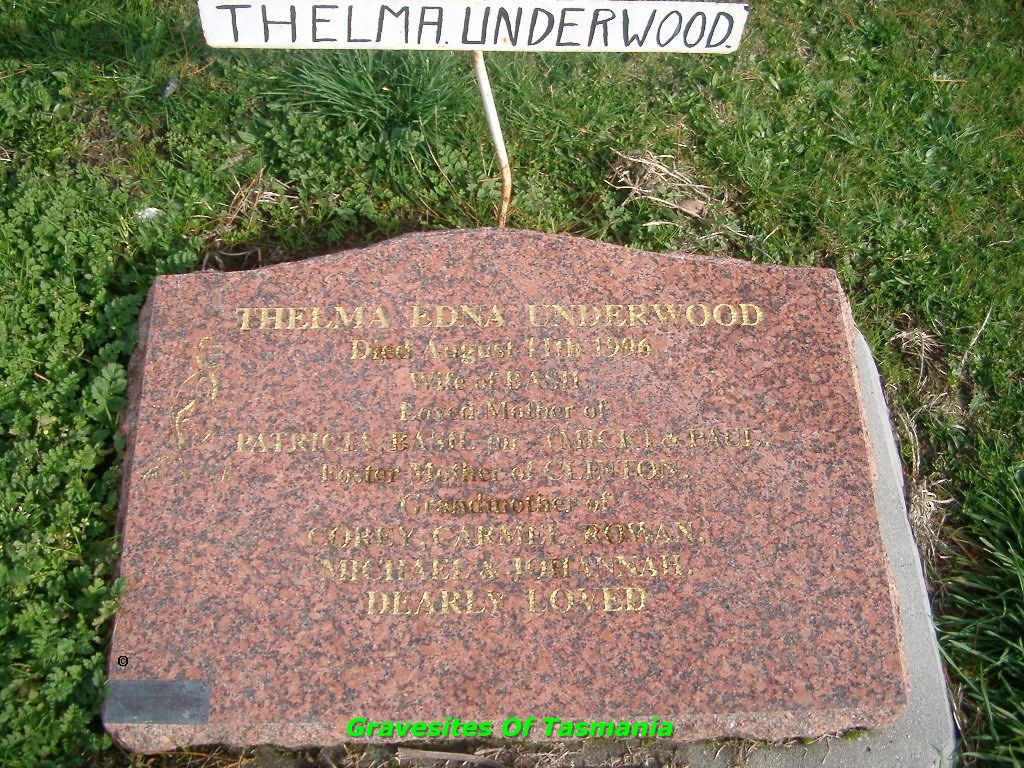 THELMA. UNDERWOOD.
THELMA EDNA UNDERWOOD
Died August 11th 1996
Wife of BASIL
Loved Mother of
PATRICIA, BASIL jnr. (MICK) & PAUL.
Foster Mother of CLINTON.
Grandmother of
COREY, CARMEL, ROWAN,
MICHAEL & JOHANNAH.
DEARLY LOVED
©
Gravesites Of Tasmania